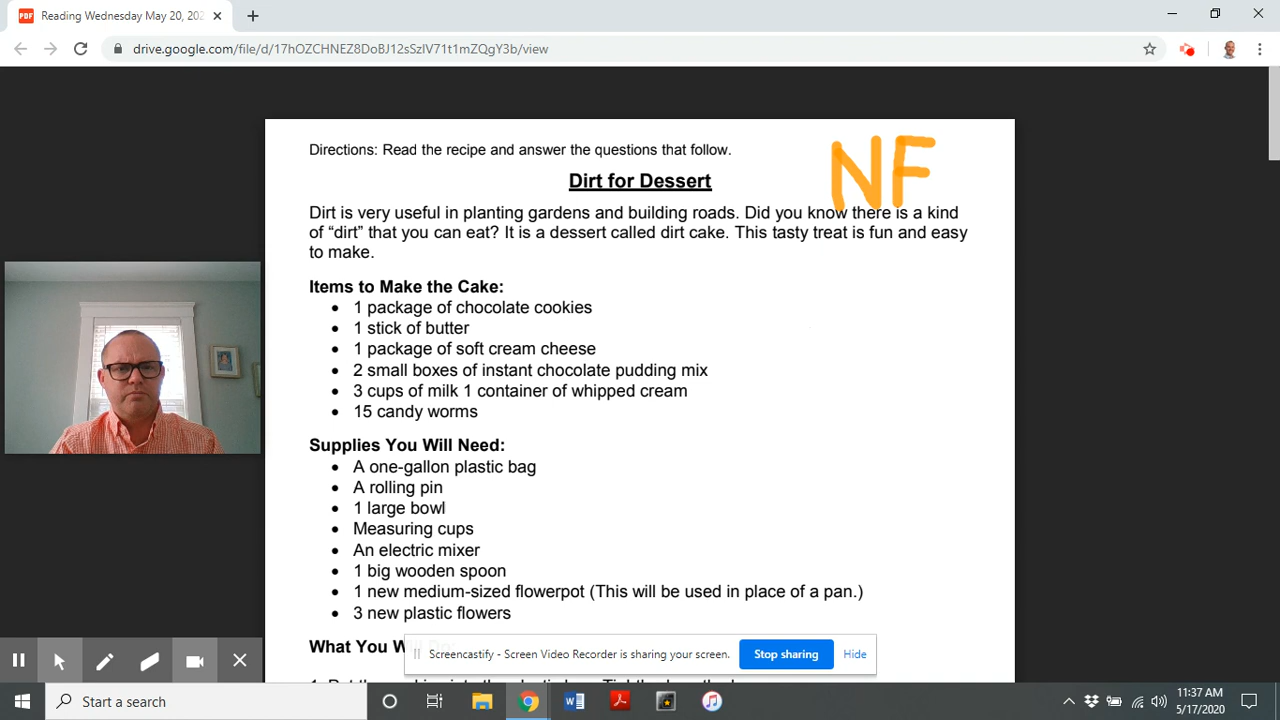 Reading Wednesday May 20, 202
drive.google.com/file/d/17hOZCHNEZ8DoBJ12sSzIV71t1mZQgY3b/view
NF
Directions: Read the recipe and answer the questions that follow.
Dirt for Dessert
Dirt is very useful in planting gardens and building roads. Did you know there is a kind
of “dirt” that you can eat? It is a dessert called dirt cake. This tasty treat is fun and easy
to make.
Items to Make the Cake:
• 1 package of chocolate cookies
• 1 stick of butter
• 1 package of soft cream cheese
• 2 small boxes of instant chocolate pudding mix
• 3 cups of milk 1 container of whipped cream
• 15 candy worms
Supplies You Will Need:
• A one-gallon plastic bag
• A rolling pin
• 1 large bowl
• Measuring cups
• An electric mixer
• 1 big wooden spoon
• 1 new medium-sized flowerpot (This will be used in place of a pan.)
• 3 new plastic flowers
What You W
Screencastify - Screen Video Recorder is sharing your screen.
Stop sharing
Hide
Start a search
11:37 AM
5/17/2020